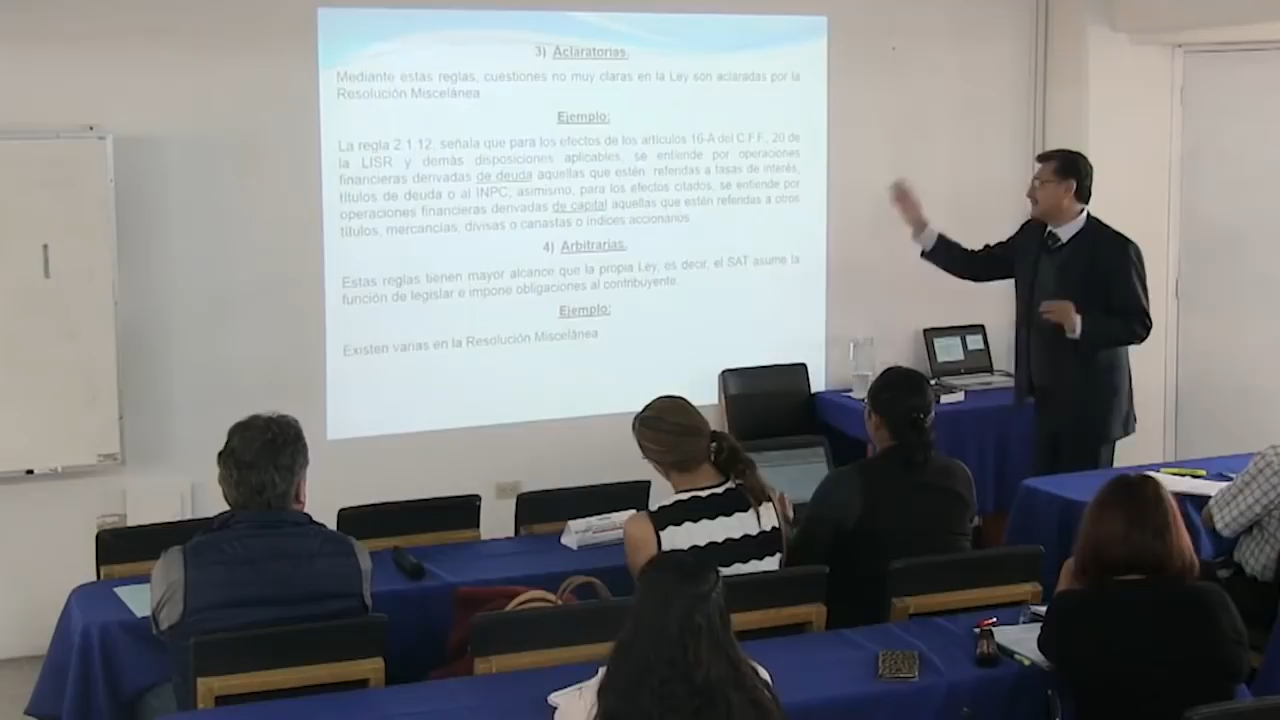 3) Aclaratorias.
Mediante estas reglas, cuestiones no muy claras en la Ley son aclaradas por la
Resolución Miscelánea
Ejemplo:
La regla 2.1.12, señala que para los efectos de los artículos 16-A del C.F.F., 20 de
la LISR y demás disposiciones aplicables, se entiende por operaciones
financieras derivadas de deuda aquellas que estén referidas a tasas de interés,
títulos de deuda o al INPC, asimismo, para los efectos citados, se entiende por
operaciones financieras derivadas de capital aquellas que estén referidas a otros
títulos, mercancías, divisas o canastas o índices accionarios
4) Arbitrarias.
Estas reglas tienen mayor alcance que la propia Ley, es decir, el SAT asume la
función de legislar e impone obligaciones al contribuyente.
Ejemplo:
Existen varias en la Resolución Miscelánea